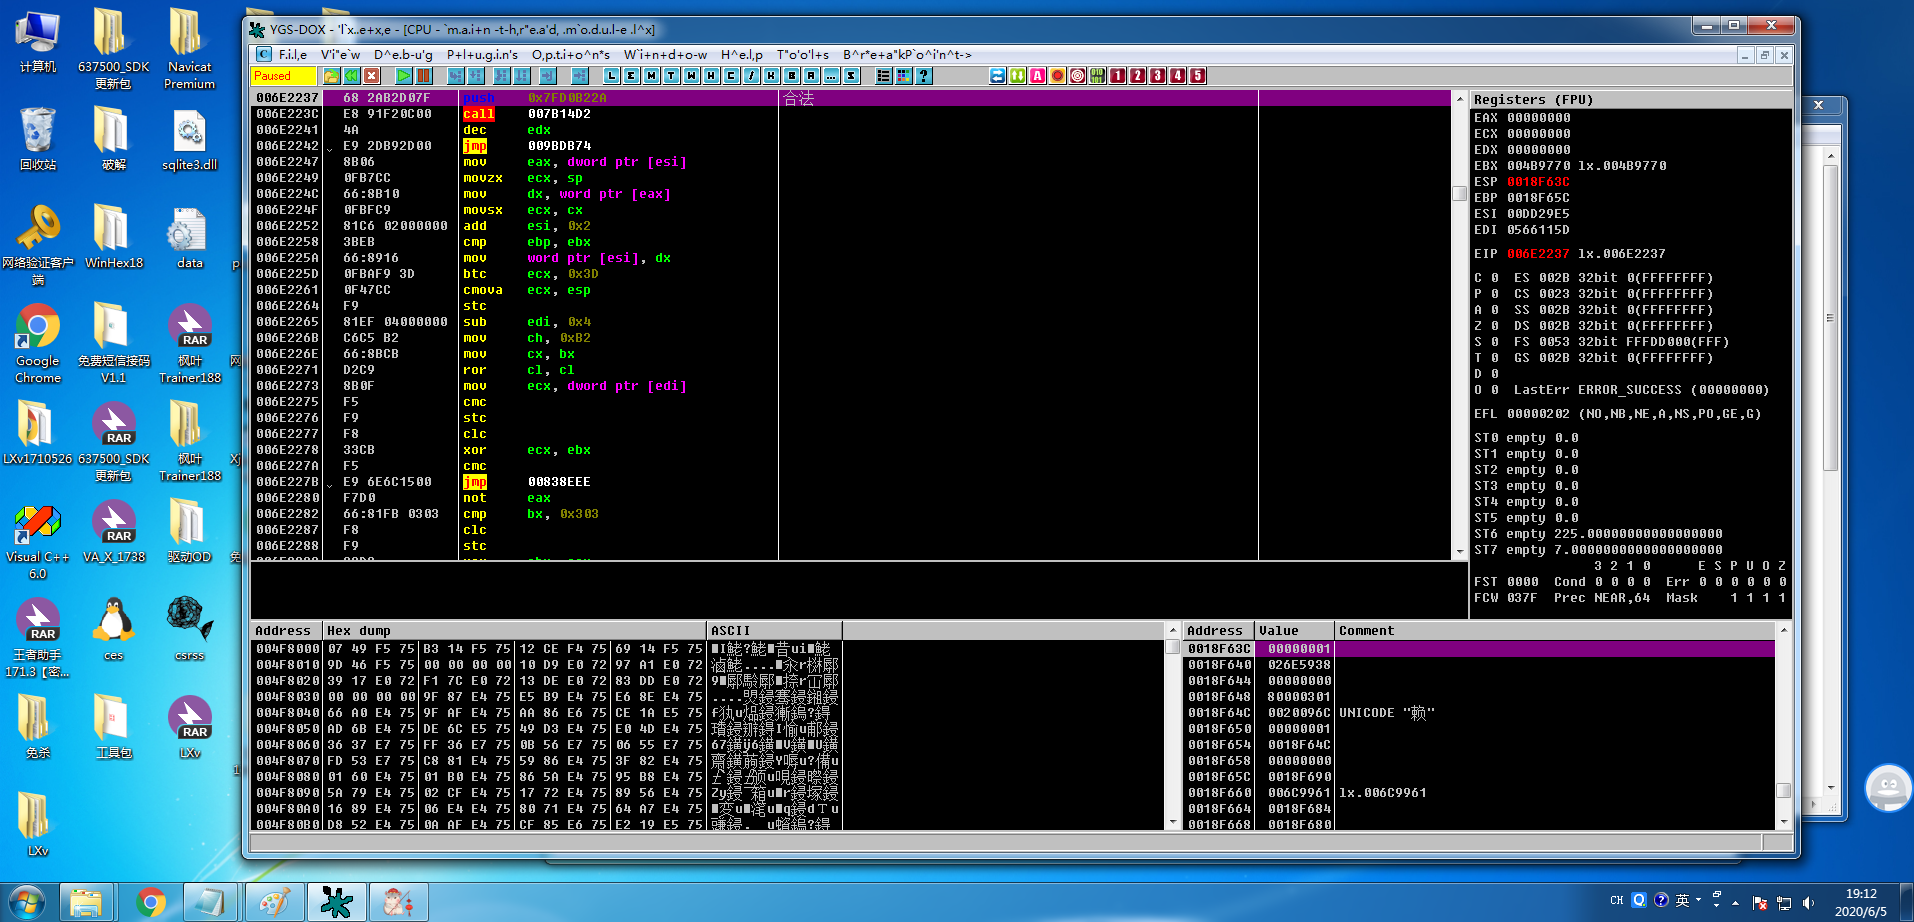 计算机
637500_SDK
更新包
Navicat
Premium
回收站
破解
sqlite3.dll
网络验证客户
端
WinHex18
data
Google
Chrome
免费短信接码
V1.1
枫叶
Trainer188
LXv1710526
637500_SDK
更新包
枫叶
Trainer188
Visual C++
6.0
VA_X_1738
驱动OD
王者助手
171.3【密...
ces
csrss
免杀
工具包
LXv
LXv
YGS-DOX - 'l`x..e+x,e - [CPU - `m.a.i+n -t-h,r"e.a'd, .m`o.d.u.l-e .l^x]
F.i.l,e V'i"e`w D^e.b-u'g P+l+u.g.i.n's O,p.t.i+o^n*s W`i+n+d+o-w H^e.l,p T"o'o'l+s B^r*e+a"kP`o^i'n^t->
Paused
L E M T W H C / K B R ... S
1 2 3 4 5
006E2237 68 2AB2D07F push 0x7FD0B22A 合法
006E223C E8 91F20C00 call 007B14D2
006E2241 4A dec edx
006E2242 E9 2DB92D00 jmp 009BDB74
006E2247 8B06 mov eax, dword ptr [esi]
006E2249 0FB7CC movzx ecx, sp
006E224C 66:8B10 mov dx, word ptr [eax]
006E224F 0FBFC9 movsx ecx, cx
006E2252 81C6 02000000 add esi, 0x2
006E2258 3BEB cmp ebp, ebx
006E225A 66:8916 mov word ptr [esi], dx
006E225D 0FBAF9 3D btc ecx, 0x3D
006E2261 0F47CC cmova ecx, esp
006E2264 F9 stc
006E2265 81EF 04000000 sub edi, 0x4
006E226B C6C5 B2 mov ch, 0xB2
006E226E 66:8BCB mov cx, bx
006E2271 D2C9 ror cl, cl
006E2273 8B0F mov ecx, dword ptr [edi]
006E2275 F5 cmc
006E2276 F9 stc
006E2277 F8 clc
006E2278 33CB xor ecx, ebx
006E227A F5 cmc
006E227B E9 6E6C1500 jmp 00838EEE
006E2280 F7D0 not eax
006E2282 66:81FB 0303 cmp bx, 0x303
006E2287 F8 clc
006E2288 F9 stc
Registers (FPU)
EAX 00000000
ECX 00000000
EDX 00000000
EBX 004B9770 lx.004B9770
ESP 0018F63C
EBP 0018F65C
ESI 00DD29E5
EDI 0566115D
EIP 006E2237 lx.006E2237
C 0 ES 002B 32bit 0(FFFFFFFF)
P 0 CS 0023 32bit 0(FFFFFFFF)
A 0 SS 002B 32bit 0(FFFFFFFF)
Z 0 DS 002B 32bit 0(FFFFFFFF)
S 0 FS 0053 32bit FFFDD000(FFF)
T 0 GS 002B 32bit 0(FFFFFFFF)
D 0
O 0 LastErr ERROR_SUCCESS (00000000)
EFL 00000202 (NO,NB,NE,A,NS,PO,GE,G)
ST0 empty 0.0
ST1 empty 0.0
ST2 empty 0.0
ST3 empty 0.0
ST4 empty 0.0
ST5 empty 0.0
ST6 empty 225.00000000000000000
ST7 empty 7.0000000000000000000
3 2 1 0 E S P U O Z
FST 0000 Cond 0 0 0 0 Err 0 0 0 0 0 0
FCW 037F Prec NEAR,64 Mask 1 1 1 1
Address Hex dump ASCII
004F8000 07 49 F5 75 B3 14 F5 75 12 CE F4 75 69 14 F5 75
004F8010 9D 46 F5 75 00 00 00 00 10 D9 E0 72 97 A1 E0 72
004F8020 39 17 E0 72 F1 7C E0 72 13 DE E0 72 83 DD E0 72
004F8030 00 00 00 00 9F 87 E4 75 E5 B9 E4 75 E6 8E E4 75
004F8040 66 A0 E4 75 9F AF E4 75 AA 86 E6 75 CE 1A E5 75
004F8050 AD 6B E4 75 DE 6C E5 75 49 D3 E4 75 E0 4D E4 75
004F8060 36 37 E7 75 FF 36 E7 75 0B 56 E7 75 06 55 E7 75
004F8070 FD 53 E7 75 C8 81 E4 75 59 86 E4 75 3F 82 E4 75
004F8080 01 60 E4 75 01 B0 E4 75 86 5A E4 75 95 B8 E4 75
004F8090 5A 79 E4 75 02 CF E4 75 17 72 E4 75 89 56 E4 75
004F80A0 16 89 E4 75 06 E4 E4 75 80 71 E4 75 64 A7 E4 75
004F80B0 D8 52 E4 75 0A AF E4 75 CF 85 E6 75 E2 19 E5 75
Address Value Comment
0018F63C 00000001
0018F640 026E5938
0018F644 00000000
0018F648 80000301
0018F64C 0020096C UNICODE "赖"
0018F650 00000001
0018F654 0018F64C
0018F658 00000000
0018F65C 0018F690
0018F660 006C9961 lx.006C9961
0018F664 0018F684
0018F668 0018F680
CH
英
19:12
2020/6/5